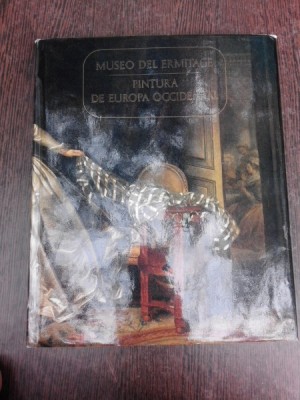 MUSEO DEL ERMITAGE
PINTURA
DE EUROPA OCCIDENTAL